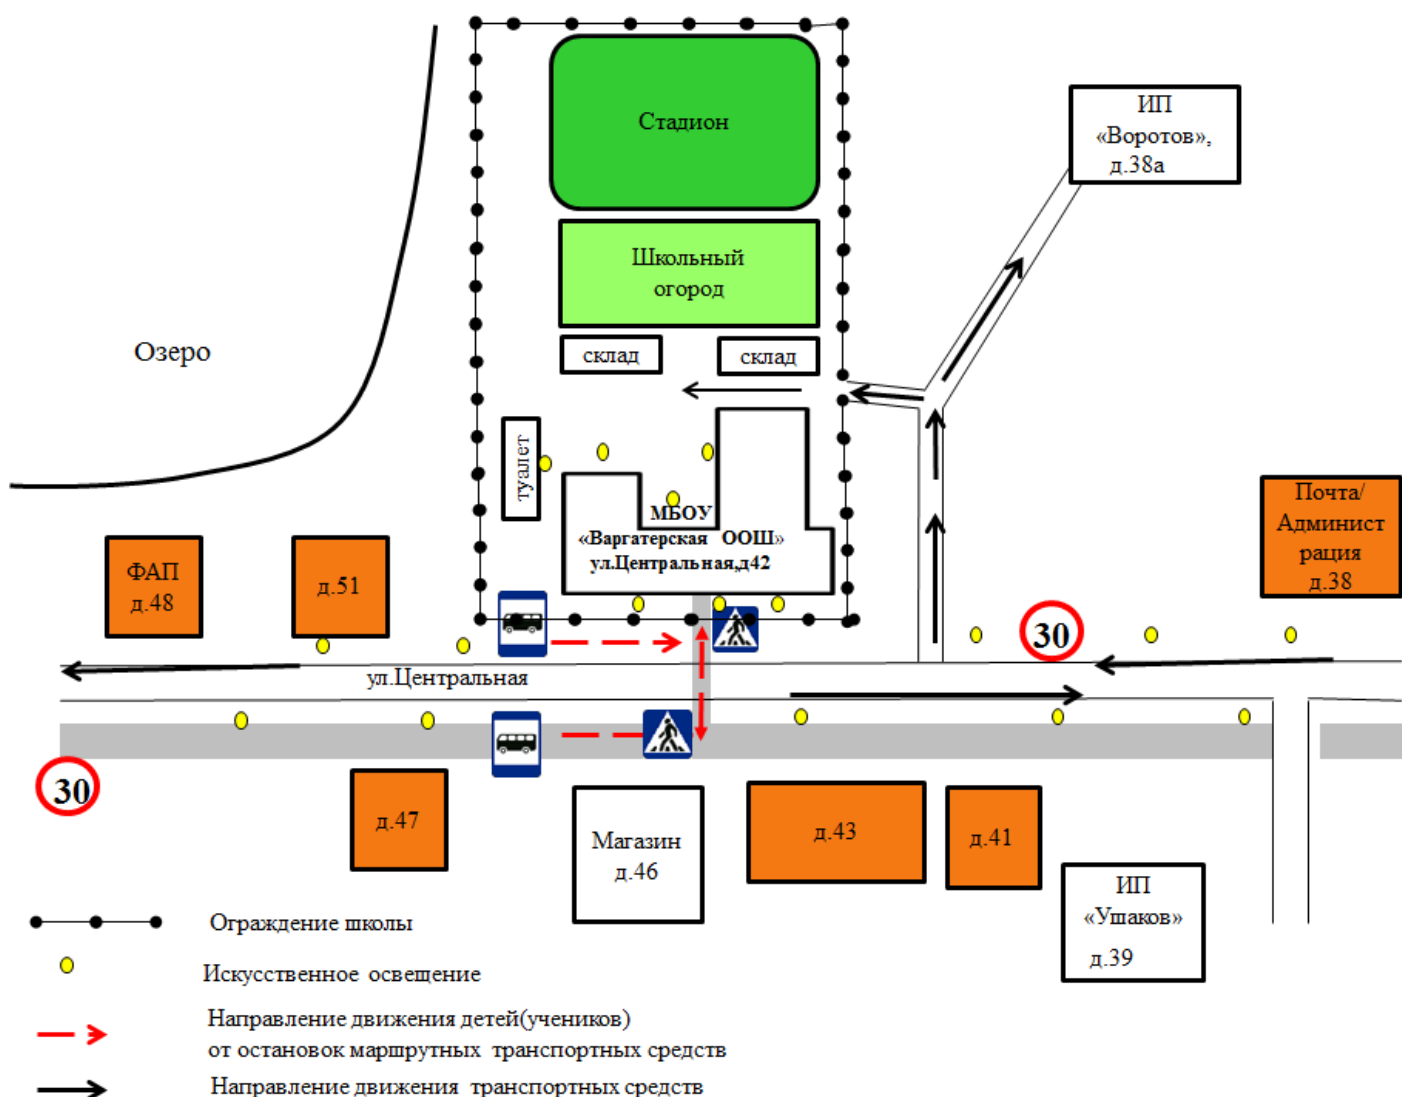 Стадион
ИП
«Воротов»,
д.38а
Школьный
огород
Озеро
склад
склад
туалет
МБОУ
«Варгатерская ООШ»
ул.Центральная,д42
Почта/
Админист
рация
д.38
ФАП
д.48
д.51
30
ул.Центральная
30
д.47
Магазин
д.46
д.43
д.41
ИП
«Ушаков»
д.39
Ограждение школы
Искусственное освещение
Направление движения детей(учеников)
от остановок маршрутных транспортных средств
Направление движения транспортных средств